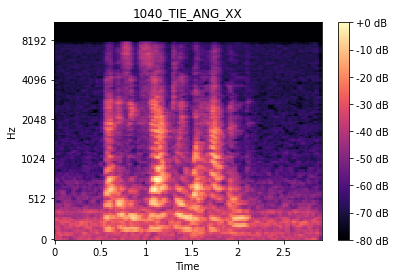 1040_TIE_ANG_XX
+0 dB
8192
-10 dB
4096
-20 dB
-30 dB
2048
-40 dB
Hz
1024
-50 dB
512
-60 dB
-70 dB
0
-80 dB
0 0.5 1 1.5 2 2.5
Time